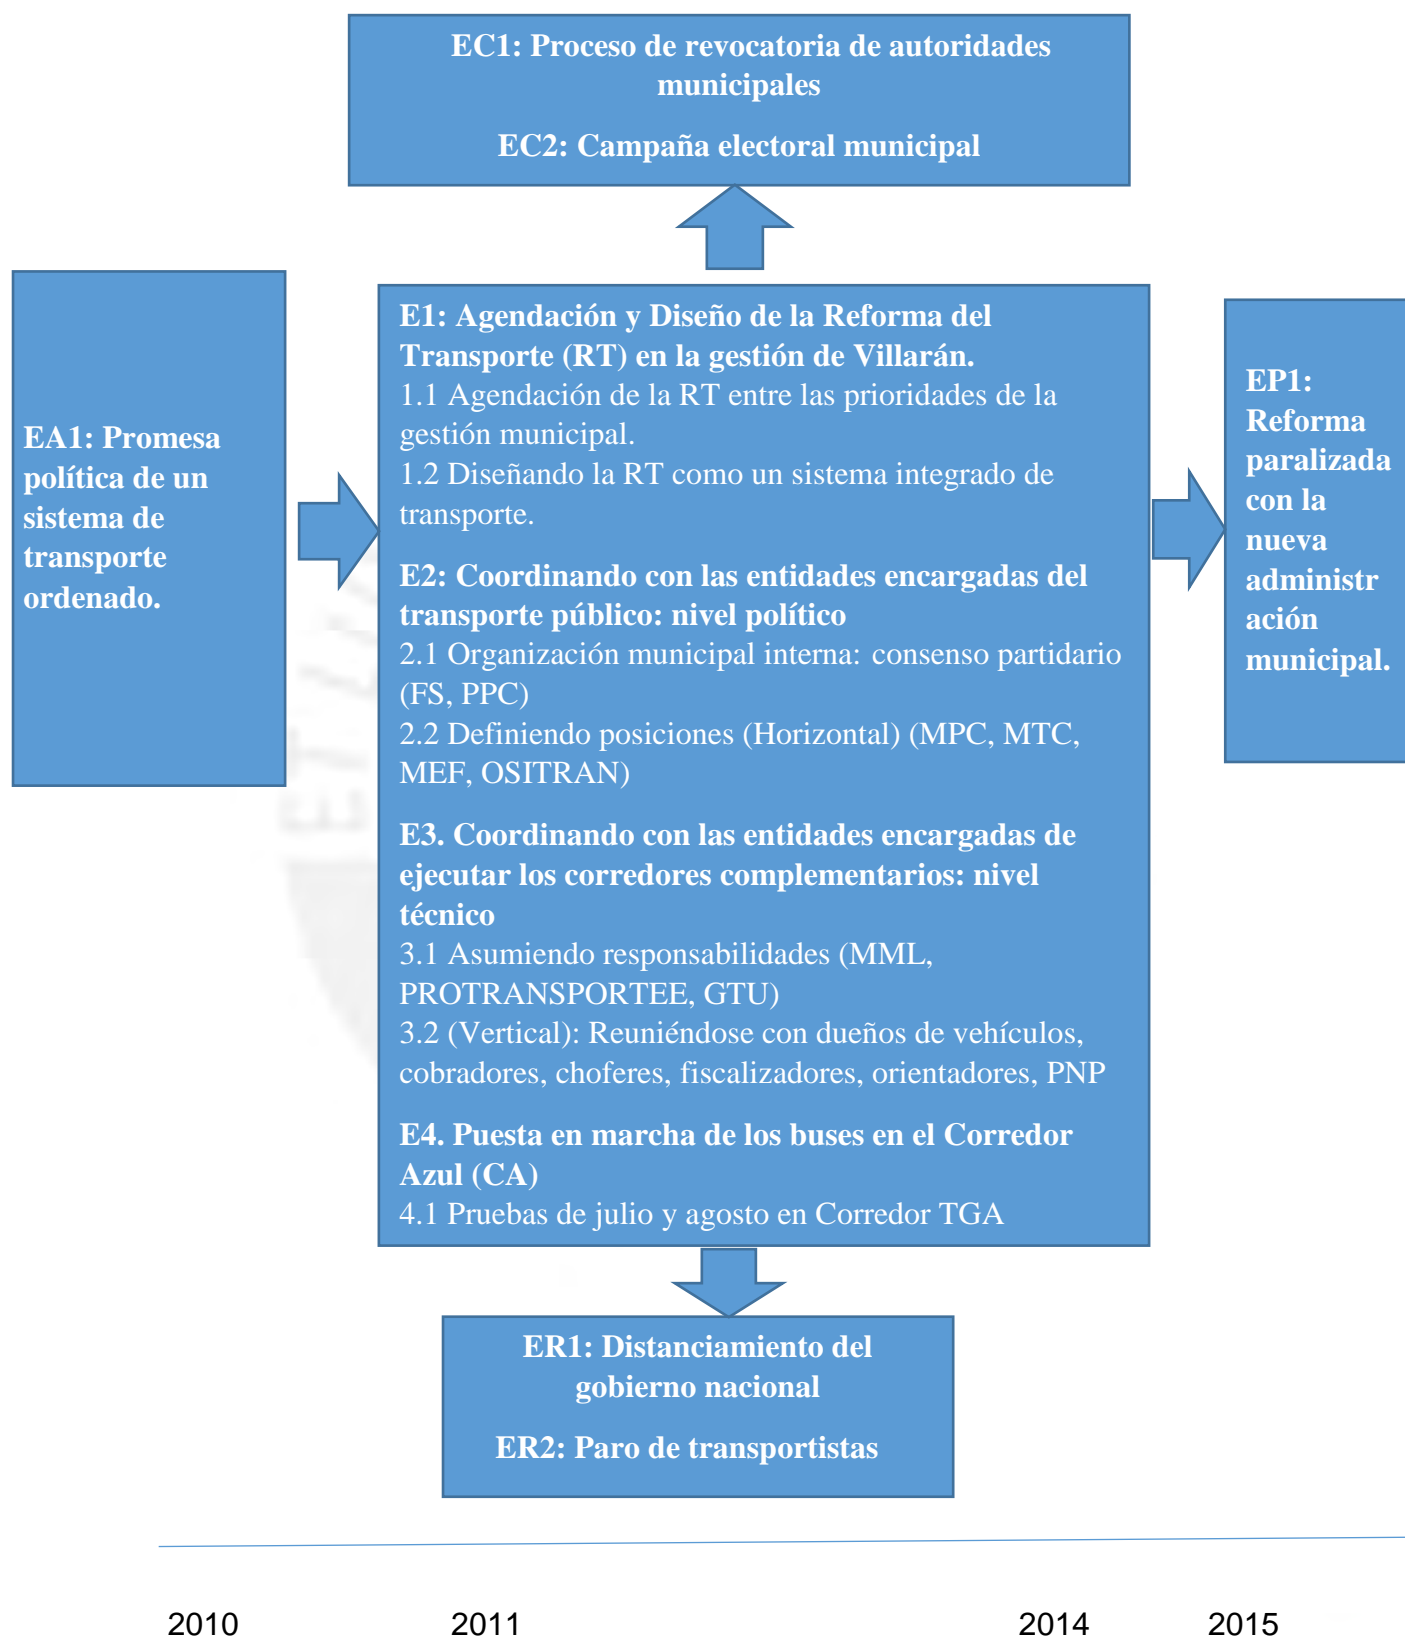 EC1: Proceso de revocatoria de autoridades
municipales
EC2: Campaña electoral municipal
EA1: Promesa
política de un
sistema de
transporte
ordenado.
E1: Agendación y Diseño de la Reforma del
Transporte (RT) en la gestión de Villarán.
1.1 Agendación de la RT entre las prioridades de la
gestión municipal.
1.2 Diseñando la RT como un sistema integrado de
transporte.
E2: Coordinando con las entidades encargadas del
transporte público: nivel político
2.1 Organización municipal interna: consenso partidario
(FS, PPC)
2.2 Definiendo posiciones (Horizontal) (MPC, MTC,
MEF, OSITRAN)
E3. Coordinando con las entidades encargadas de
ejecutar los corredores complementarios: nivel
técnico
3.1 Asumiendo responsabilidades (MML,
PROTRANSPORTEE, GTU)
3.2 (Vertical): Reuniéndose con dueños de vehículos,
cobradores, choferes, fiscalizadores, orientadores, PNP
E4. Puesta en marcha de los buses en el Corredor
Azul (CA)
4.1 Pruebas de julio y agosto en Corredor TGA
EP1:
Reforma
paralizada
con la
nueva
administr
ación
municipal.
ER1: Distanciamiento del
gobierno nacional
ER2: Paro de transportistas
2010 2011 2014 2015